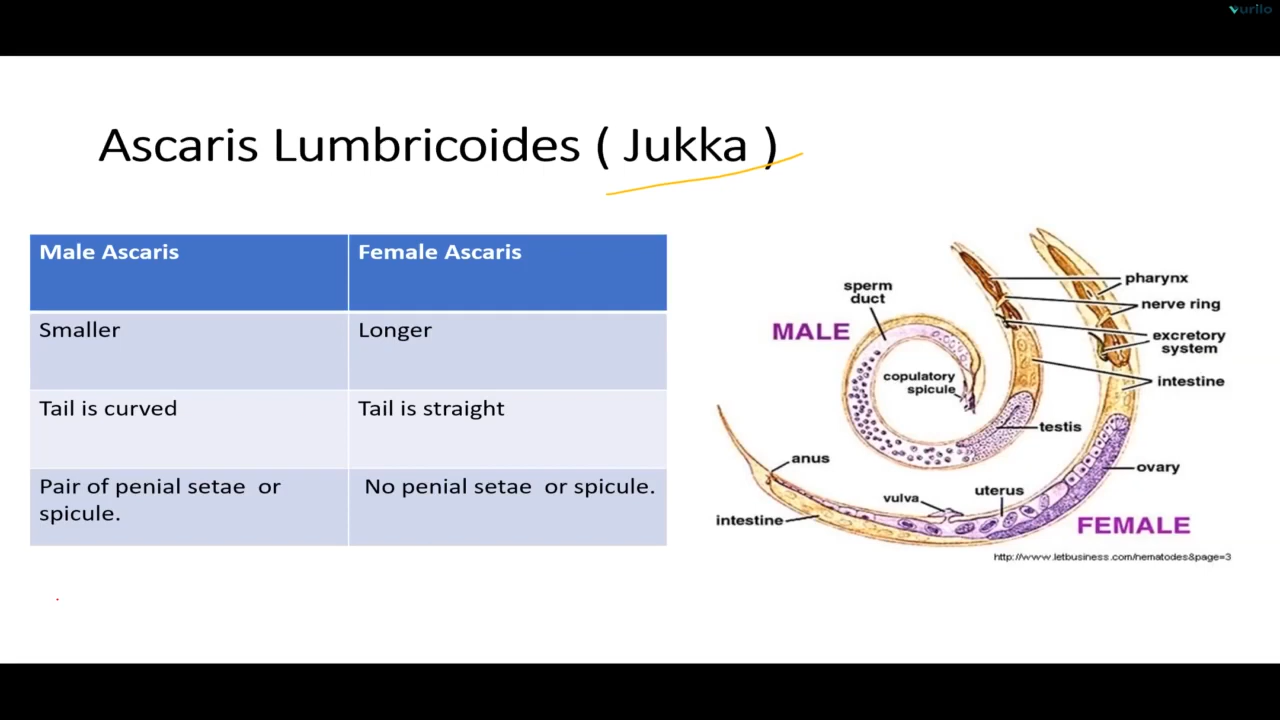 vurilo
Ascaris Lumbricoides ( Jukka )
Male Ascaris
Female Ascaris
Smaller
Longer
Tail is curved
Tail is straight
Pair of penial setae or
spicule.
No penial setae or spicule.
sperm
duct
MALE
copulatory
spicule
pharynx
nerve ring
excretory
system
intestine
testis
anus
ovary
vulva
uterus
intestine
FEMALE
http://www.letbusiness.com/nematodes&page=3